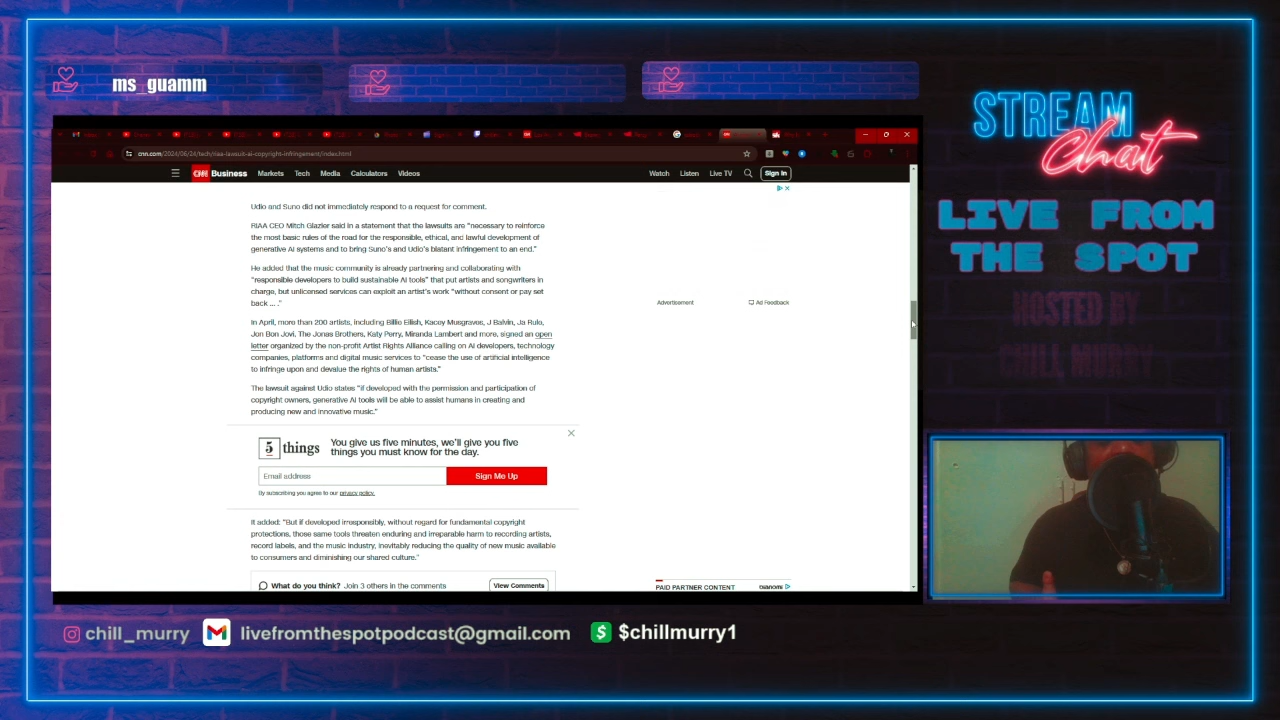 ms_guamm
STREAM
Chat
LIVE FROM
THE SPOT
HOSTED BY
CHILL MURRY
cnn.com/2024/06/24/tech/riaa-lawsuit-ai-copyright-infringement/index.html
CNN Business Markets Tech Media Calculators Videos Watch Listen Live TV Sign in
Udio and Suno did not immediately respond to a request for comment.
RIAA CEO Mitch Glazier said in a statement that the lawsuits are “necessary to reinforce
the most basic rules of the road for the responsible, ethical, and lawful development of
generative AI systems and to bring Suno’s and Udio’s blatant infringement to an end.”
He added that the music community is already partnering and collaborating with
“responsible developers to build sustainable AI tools” that put artists and songwriters in
charge, but unlicensed services can exploit an artist’s work “without consent or pay set
back ... .”
In April, more than 200 artists, including Billie Eilish, Kacey Musgraves, J Balvin, Ja Rule,
Jon Bon Jovi, The Jonas Brothers, Katy Perry, Miranda Lambert and more, signed an open
letter organized by the non-profit Artist Rights Alliance calling on AI developers, technology
companies, platforms and digital music services to “cease the use of artificial intelligence
to infringe upon and devalue the rights of human artists.”
The lawsuit against Udio states “if developed with the permission and participation of
copyright owners, generative AI tools will be able to assist humans in creating and
producing new and innovative music.”
5 things
You give us five minutes, we’ll give you five
things you must know for the day.
Email address
Sign Me Up
By subscribing you agree to our privacy policy.
It added: “But if developed irresponsibly, without regard for fundamental copyright
protections, those same tools threaten enduring and irreparable harm to recording artists,
record labels, and the music industry, inevitably reducing the quality of new music available
to consumers and diminishing our shared culture.”
What do you think? Join 3 others in the comments
View Comments
Advertisement
Ad Feedback
PAID PARTNER CONTENT
chill_murry
livefromthespotpodcast@gmail.com
$chillmurry1